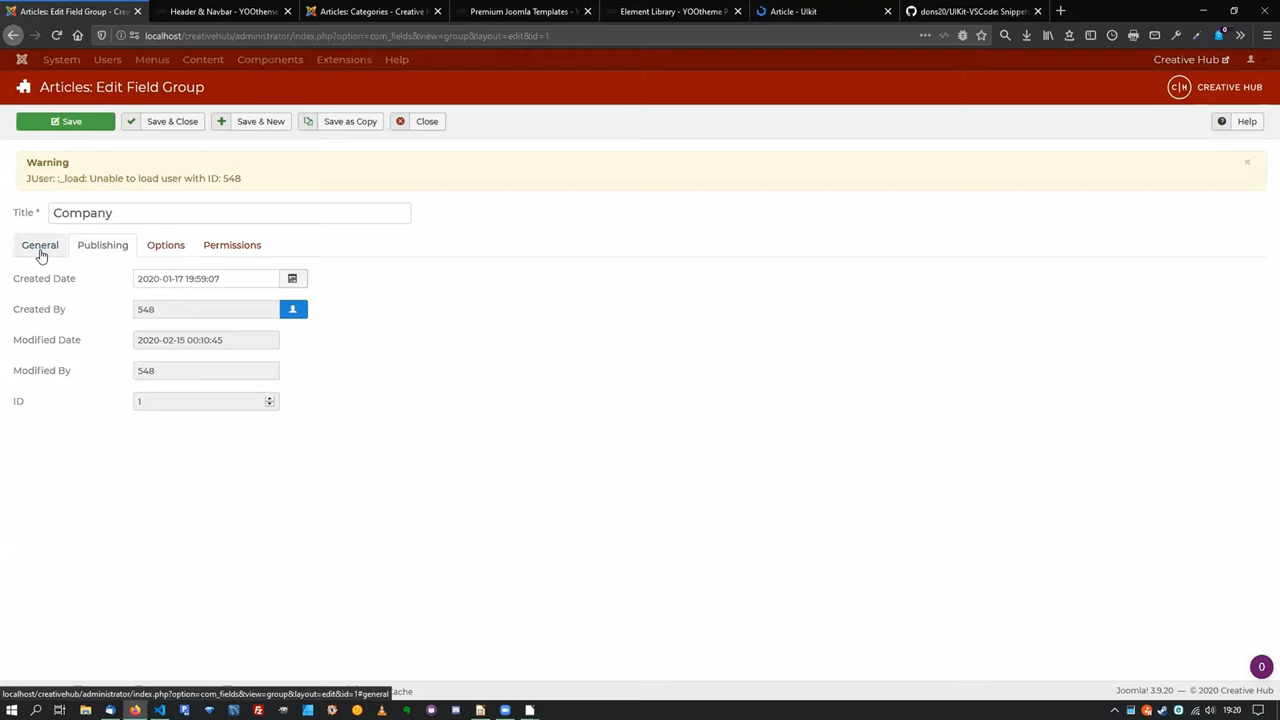 Articles: Edit Field Group - Cre
Header & Navbar - YOOtheme
Articles: Categories - Creative
Premium Joomla Templates - YO
Element Library - YOOtheme P
Article - UIkit
dons20/UIKit-VSCode: Snippets
localhost/creativehub/administrator/index.php?option=com_fields&view=group&layout=edit&id=1
System Users Menus Content Components Extensions Help
Creative Hub
Articles: Edit Field Group
C|H CREATIVE HUB
Save
Save & Close
Save & New
Save as Copy
Close
Help
Warning
JUser: :_load: Unable to load user with ID: 548
Title * Company
General Publishing Options Permissions
Created Date 2020-01-17 19:59:07
Created By 548
Modified Date 2020-02-15 00:10:45
Modified By 548
ID 1
0
localhost/creativehub/administrator/index.php?option=com_fields&view=group&layout=edit&id=1#general
Cache
Joomla! 3.9.20 — © 2020 Creative Hub
19:20